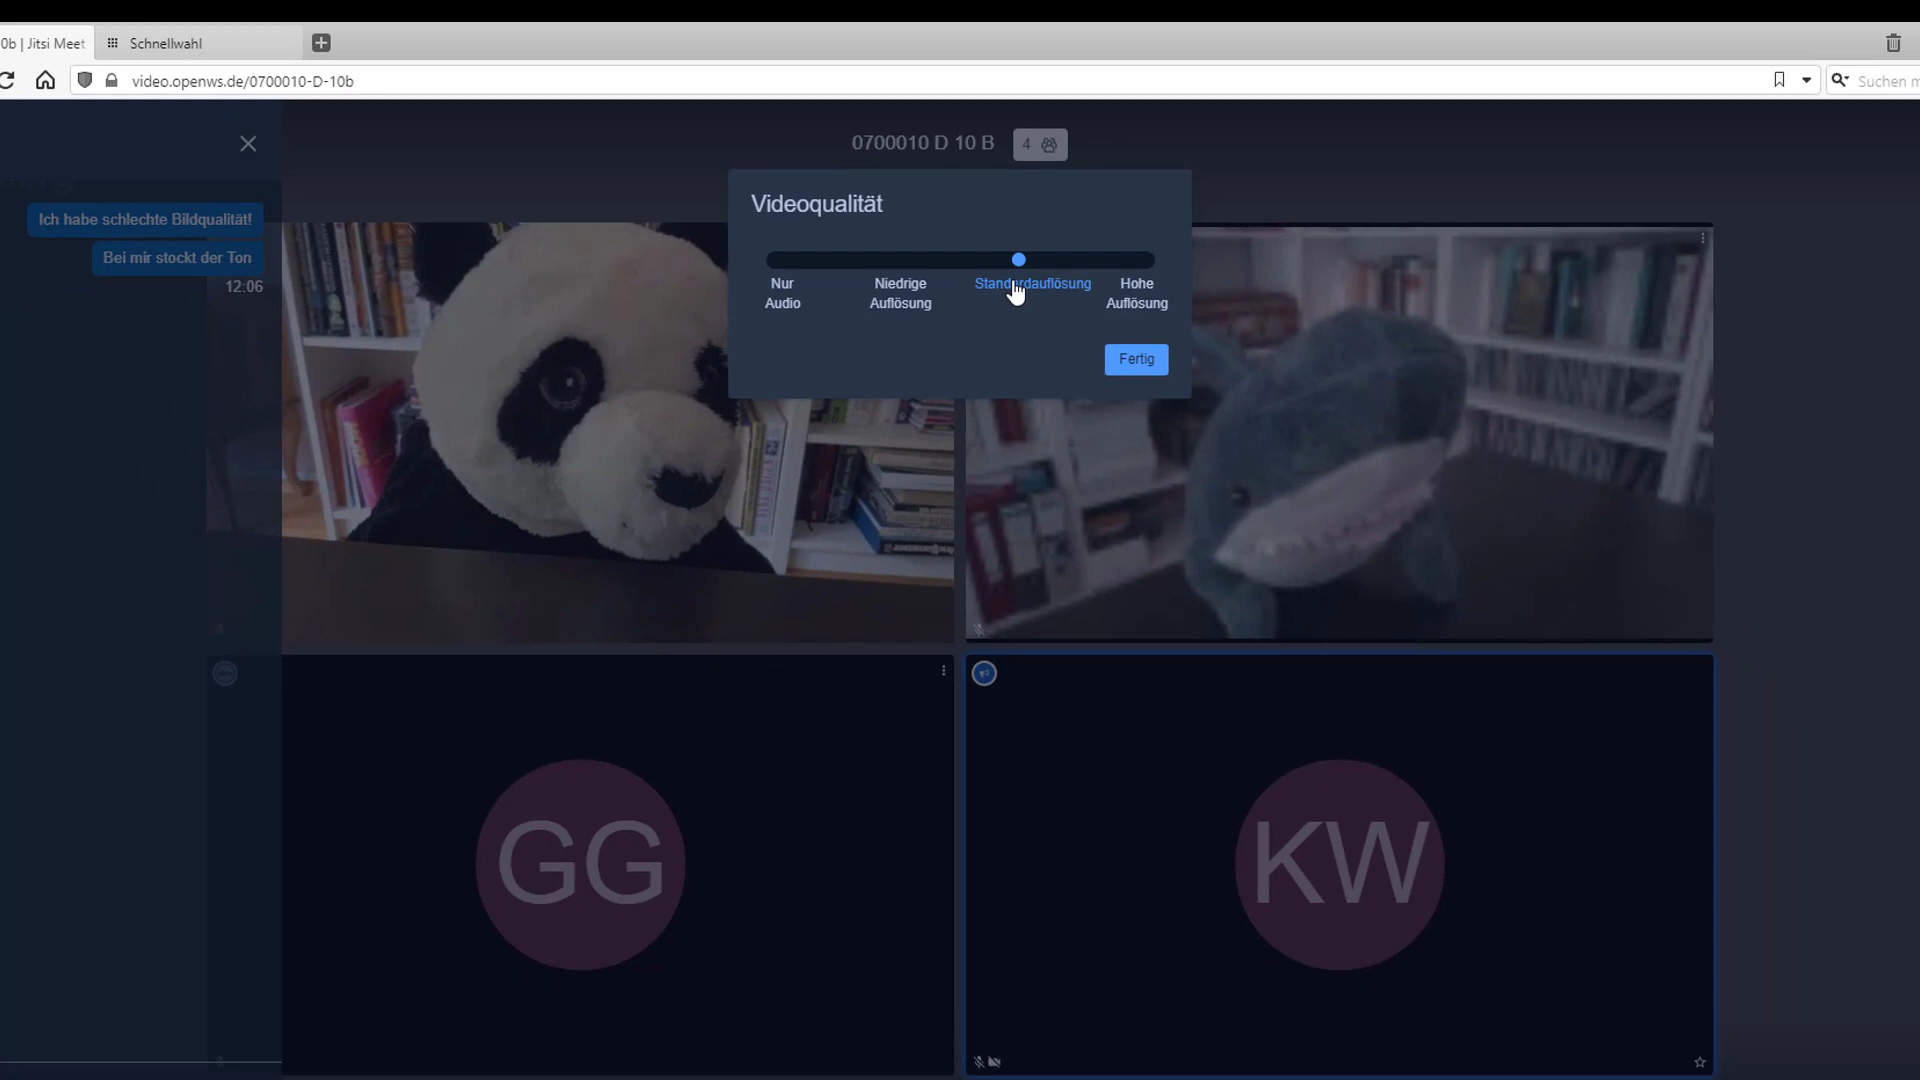 0b | Jitsi Meet
Schnellwahl
video.openws.de/0700010-D-10b
Suchen m
0700010 D 10 B
4
Videoqualität
Ich habe schlechte Bildqualität!
Bei mir stockt der Ton
12:06
Nur
Audio
Niedrige
Auflösung
Standardauflösung
Hohe
Auflösung
Fertig
GG
KW